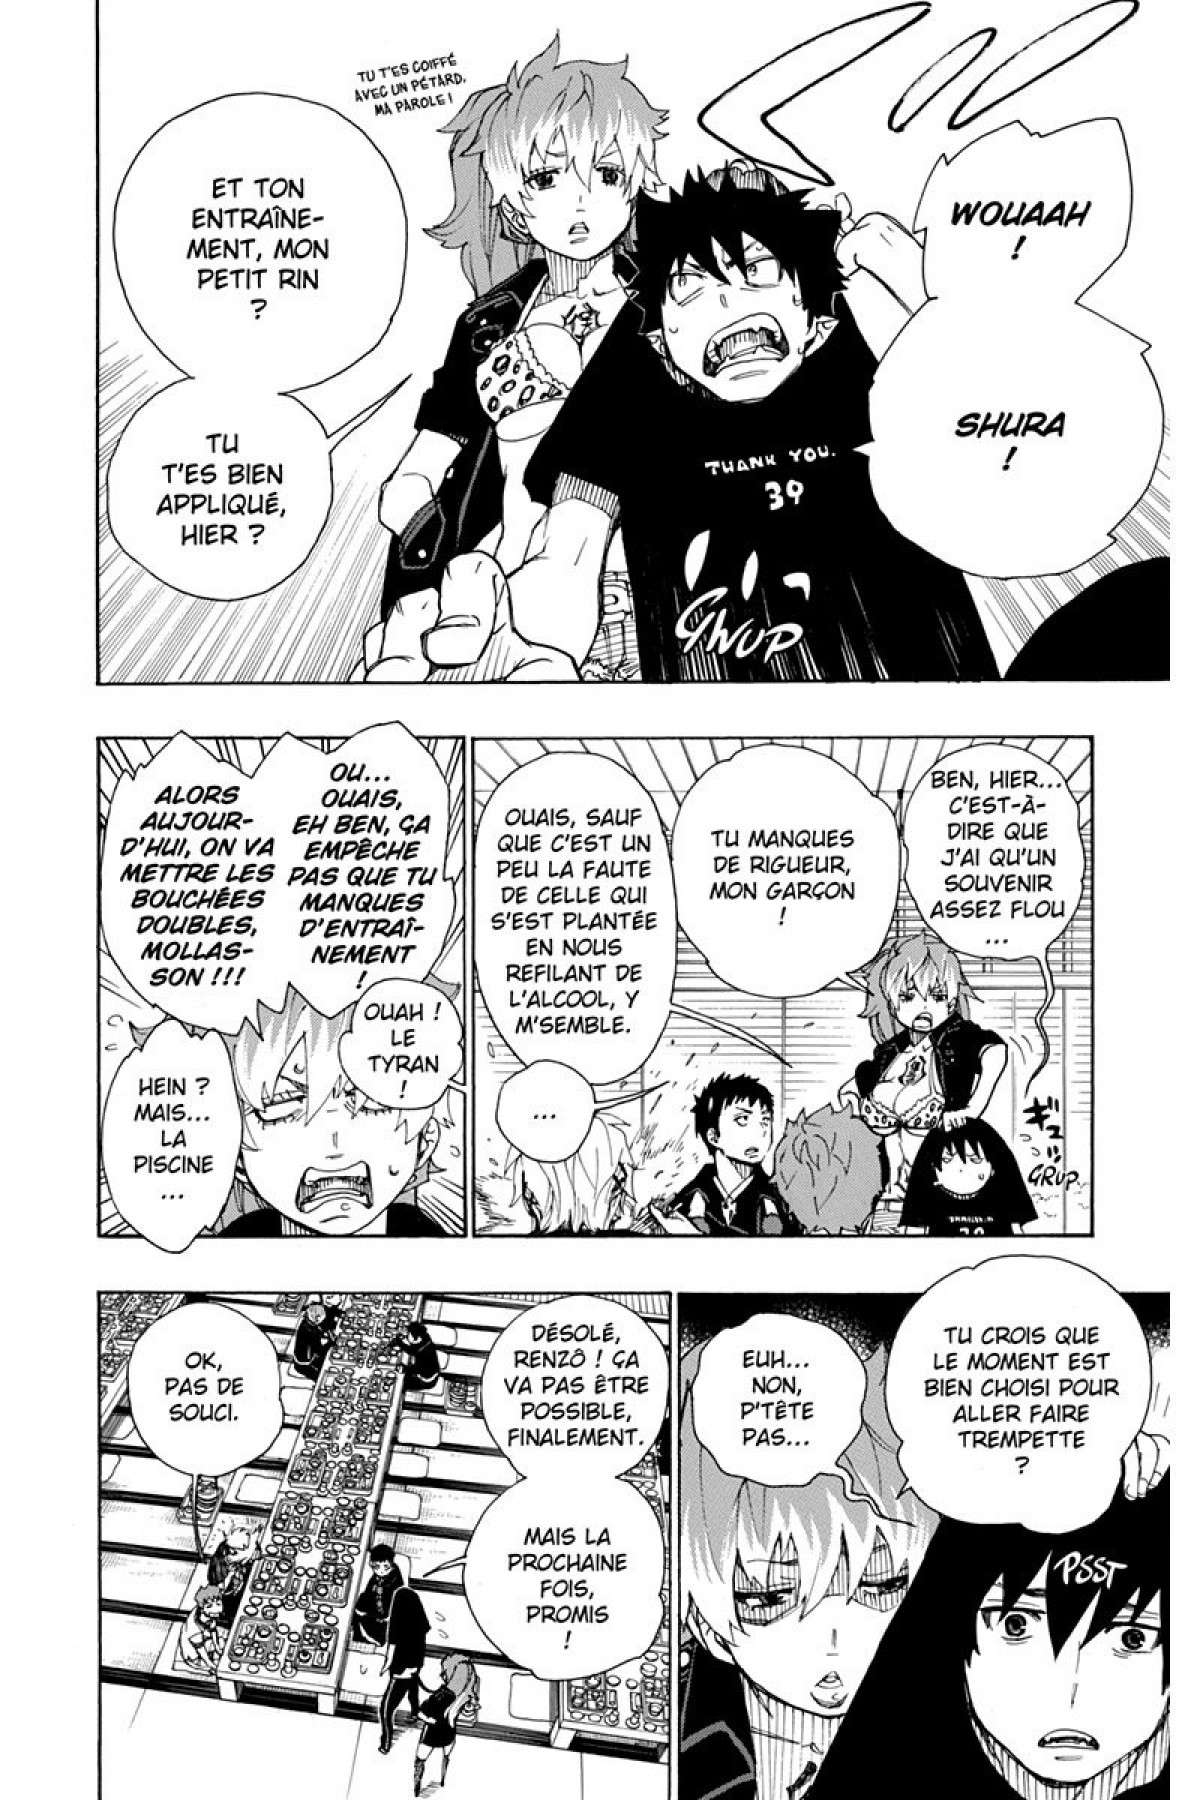 WOUAAH
!
SHURA
!
TU T'ES COIFFÉ
AVEC UN PÉTARD,
MA PAROLE !
ET TON
ENTRAÎNE-
MENT, MON
PETIT RIN
?
TU
T'ES BIEN
APPLIQUÉ,
HIER ?
THANK YOU.
39
GWUP
BEN, HIER...
C'EST-À-
DIRE QUE
J'AI QU'UN
SOUVENIR
ASSEZ FLOU
...
TU MANQUES
DE RIGUEUR,
MON GARÇON
!
OUAIS, SAUF
QUE C'EST UN
PEU LA FAUTE
DE CELLE QUI
S'EST PLANTÉE
EN NOUS
REFILANT DE
L'ALCOOL, Y
M'SEMBLE.
...
ギュッ
GRUP
OU...
OUAIS,
EH BEN, ÇA
EMPÊCHE
PAS QUE TU
MANQUES
D'ENTRAÎ-
NEMENT
!
ALORS
AUJOUR-
D'HUI, ON VA
METTRE LES
BOUCHÉES
DOUBLES,
MOLLAS-
SON !!!
OUAH !
LE
TYRAN
!
HEIN ?
MAIS...
LA
PISCINE
...
TU CROIS QUE
LE MOMENT EST
BIEN CHOISI POUR
ALLER FAIRE
TREMPETTE
?
EUH...
NON,
P'TÊTE
PAS...
PSST
DÉSOLÉ,
RENZÔ ! ÇA
VA PAS ÊTRE
POSSIBLE,
FINALEMENT.
MAIS LA
PROCHAINE
FOIS,
PROMIS
!
OK,
PAS DE
SOUCI.